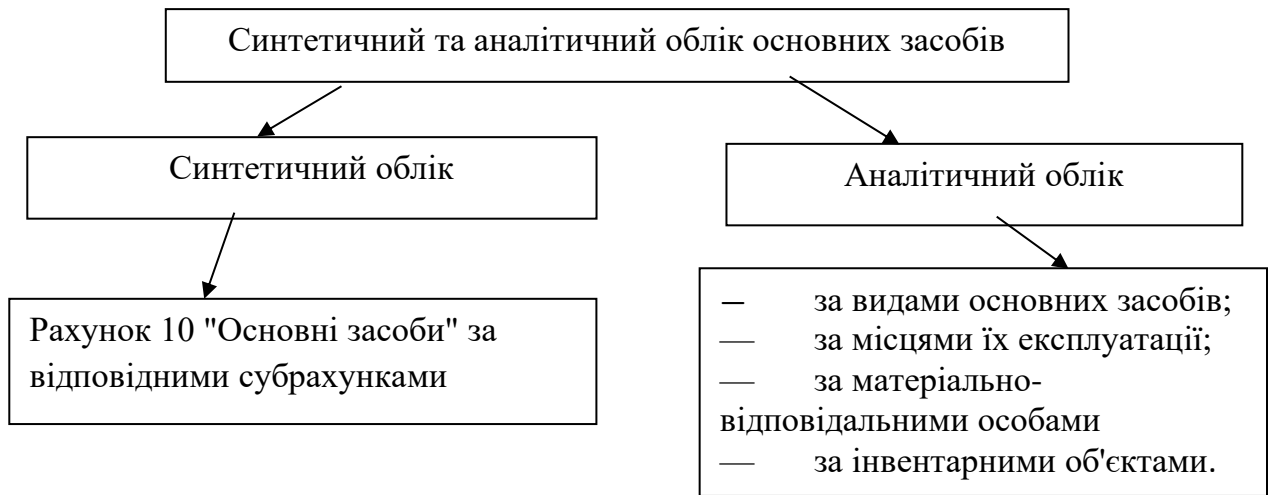 Синтетичний та аналітичний облік основних засобів
Синтетичний облік
Аналітичний облік
Рахунок 10 "Основні засоби" за
відповідними субрахунками
– за видами основних засобів;
— за місцями їх експлуатації;
— за матеріально-
відповідальними особами
— за інвентарними об'єктами.